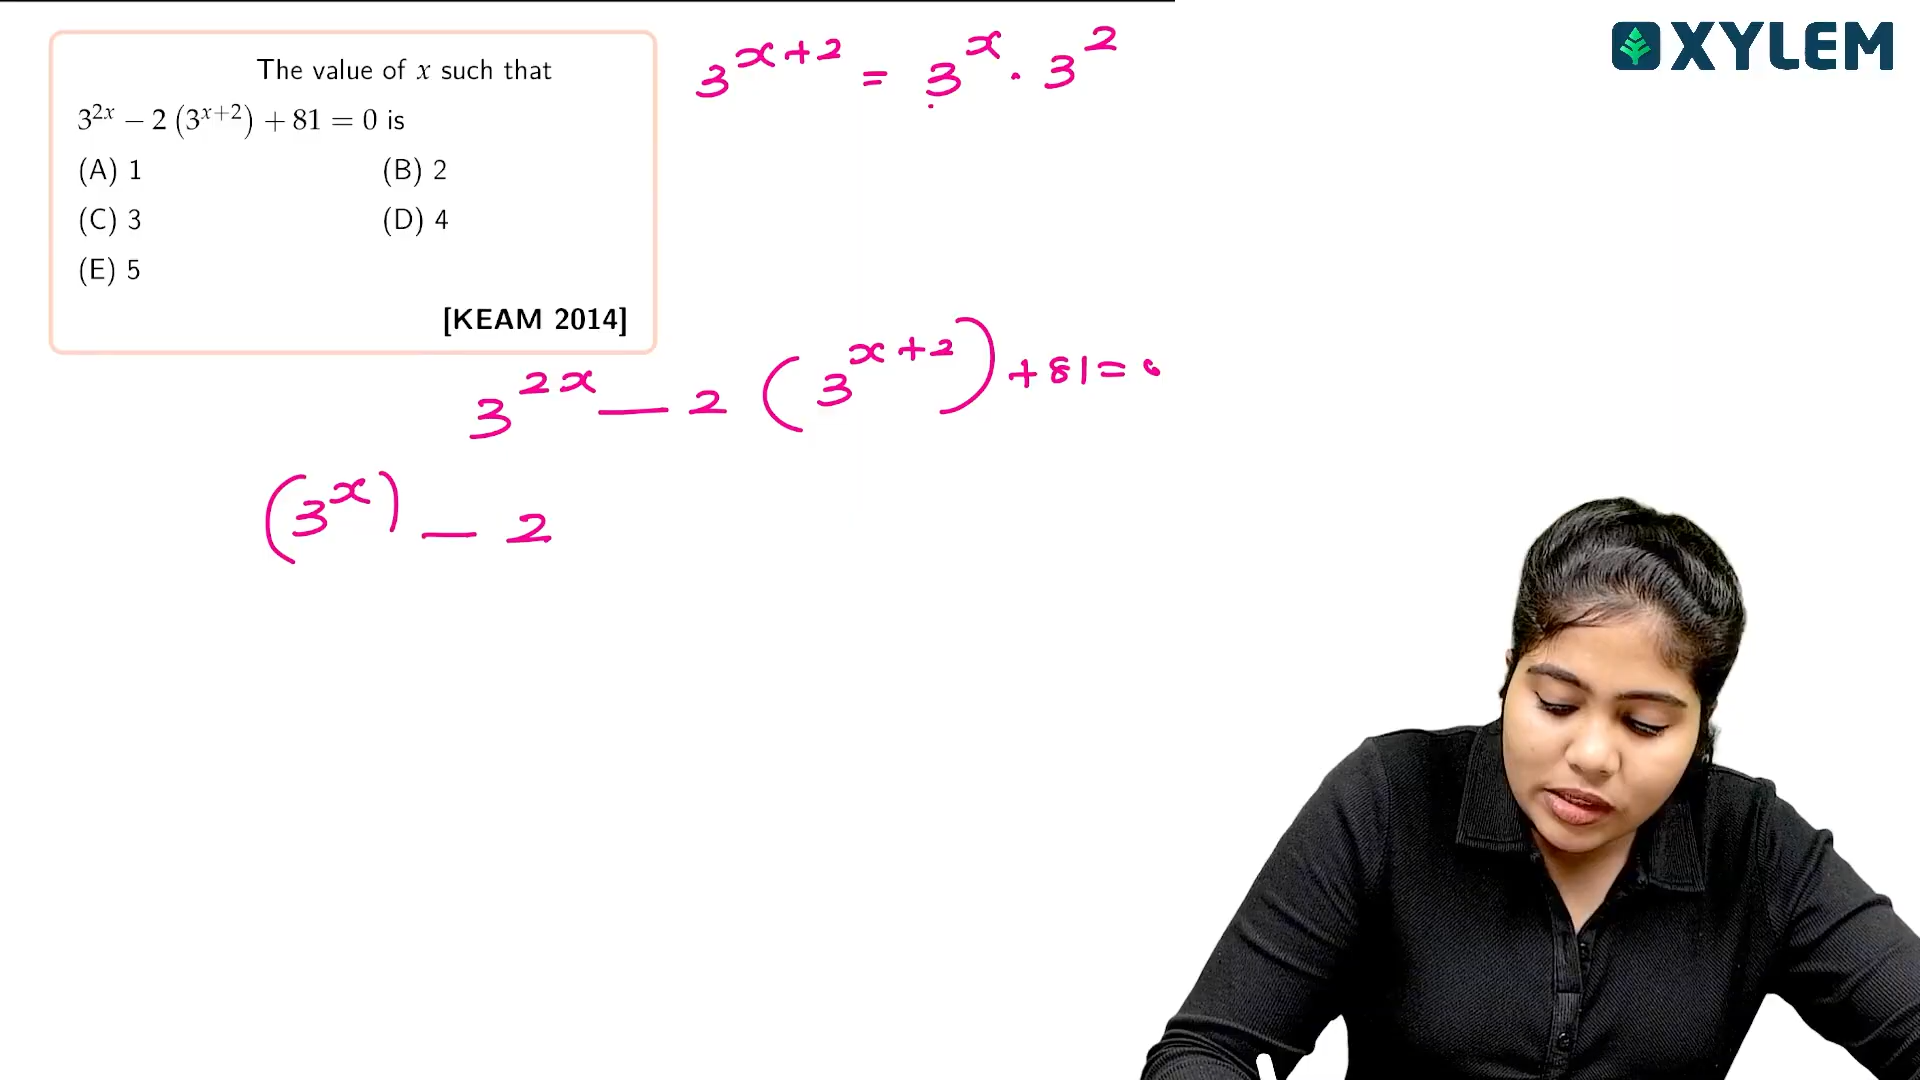 XYLEM
The value of x such that
3^{2x} − 2 (3^{x+2}) + 81 = 0 is
(A) 1 (B) 2
(C) 3 (D) 4
(E) 5
[KEAM 2014]
3^{x+2} = 3^x · 3^2
3^{2x} − 2 (3^{x+2}) + 81 = 0
(3^x) − 2